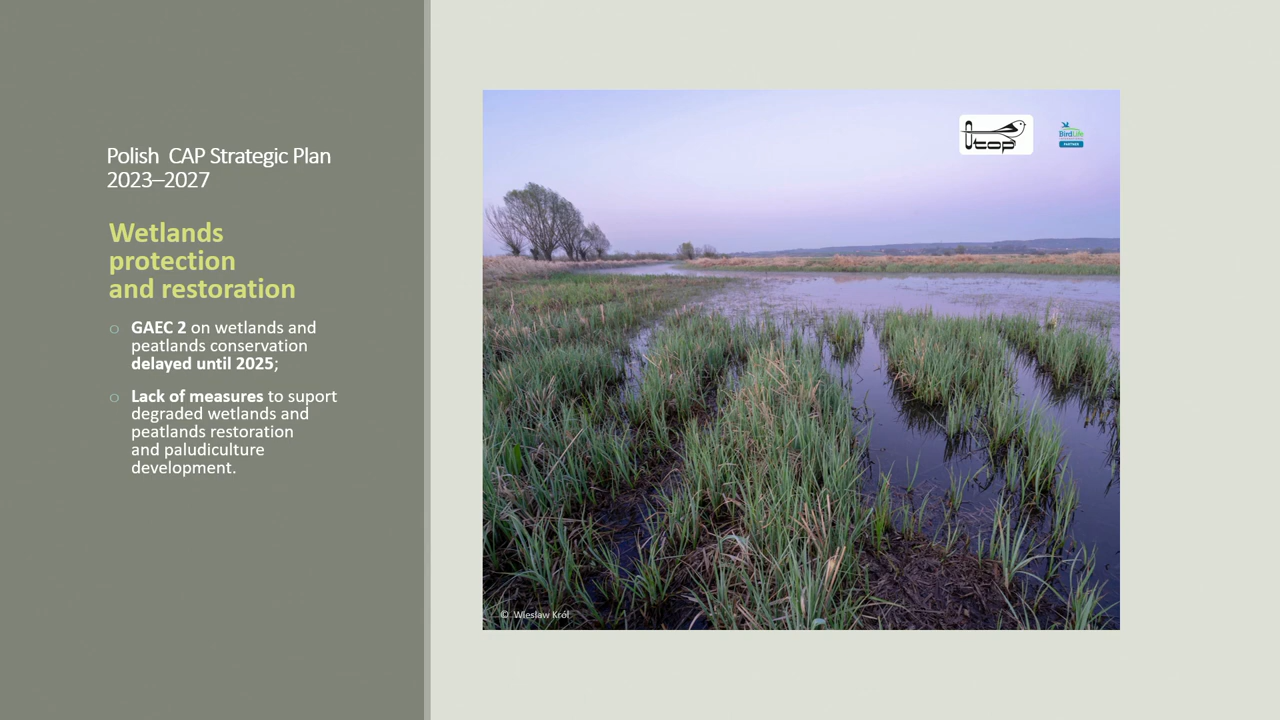 Polish CAP Strategic Plan
2023–2027
Wetlands
protection
and restoration
GAEC 2 on wetlands and
peatlands conservation
delayed until 2025;
Lack of measures to suport
degraded wetlands and
peatlands restoration
and paludiculture
development.
top
BirdLife
PARTNER
© Wiesław Król